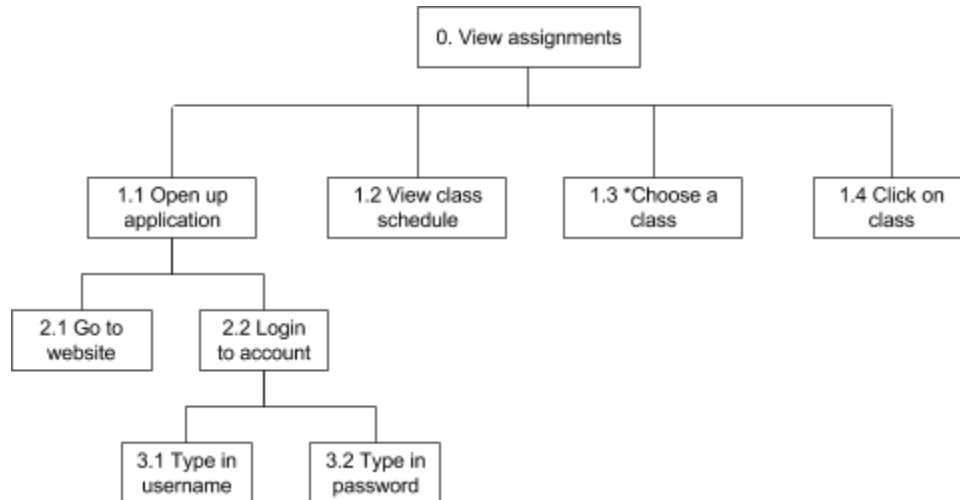 0. View assignments
1.1 Open up
application
1.2 View class
schedule
1.3 *Choose a
class
1.4 Click on
class
2.1 Go to
website
2.2 Login
to account
3.1 Type in
username
3.2 Type in
password